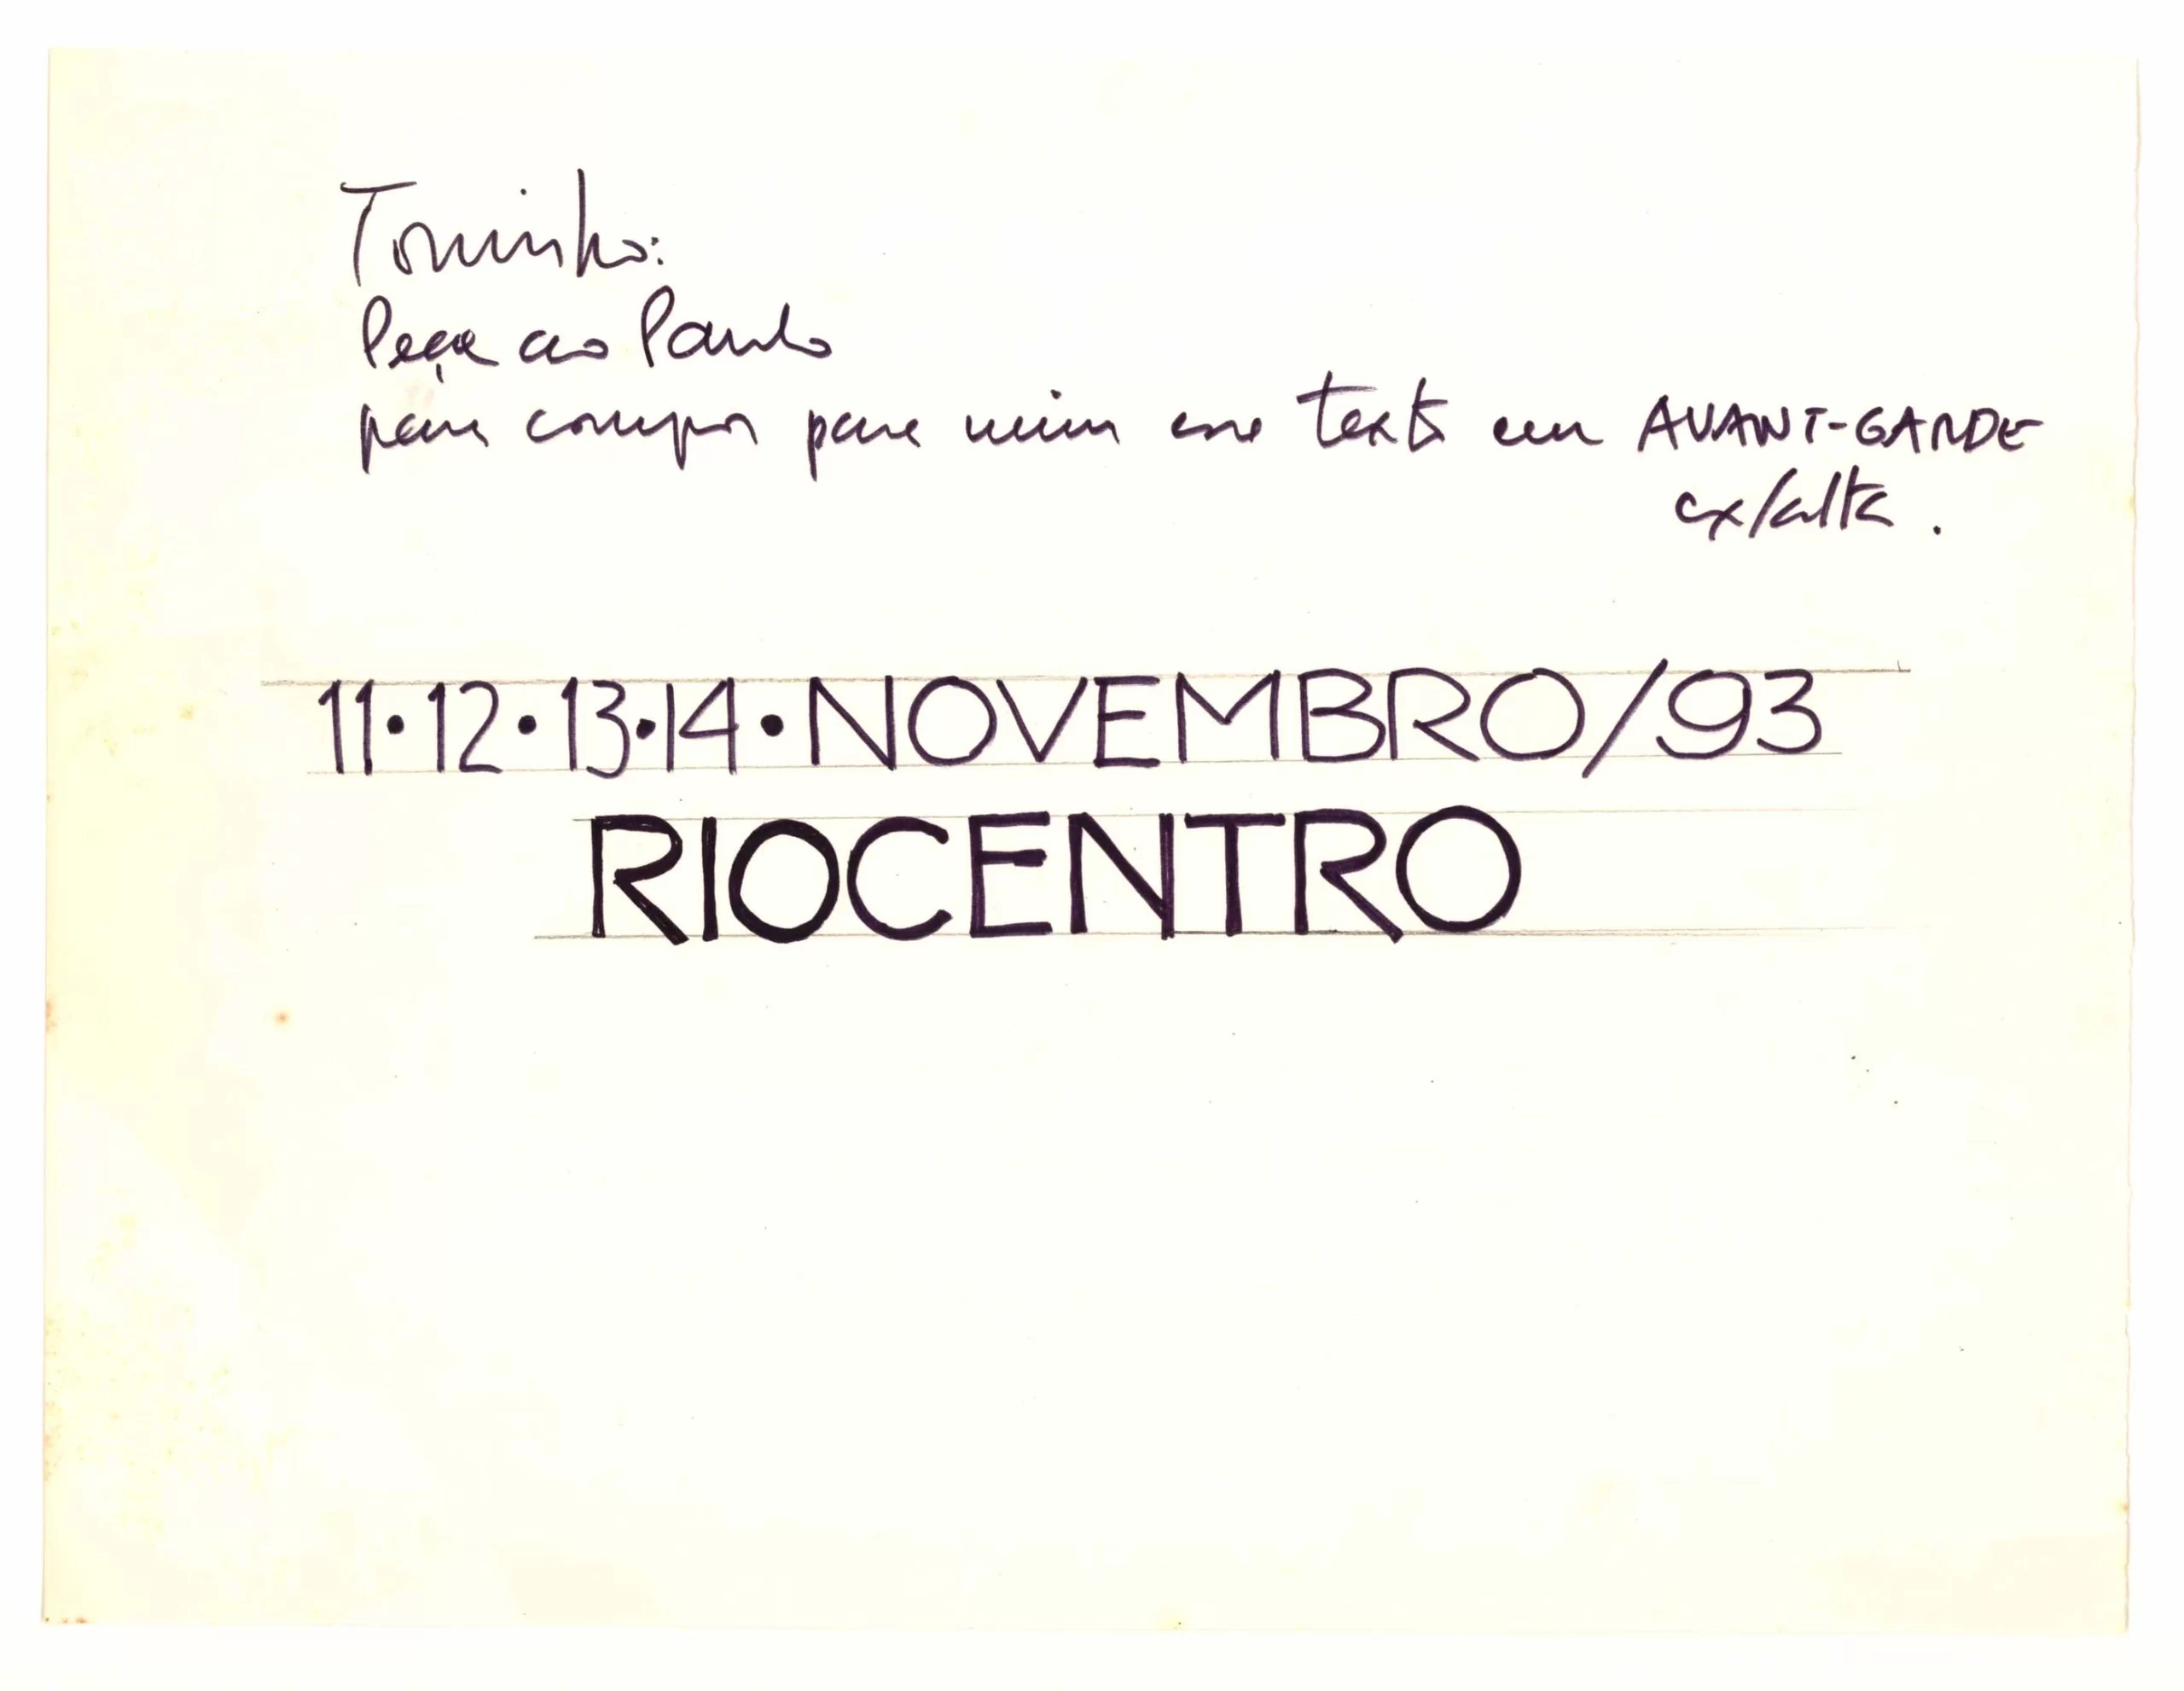 Toninho:
Peça ao Paulo
para compor para mim esse texto em AVANT-GARDE
cx/alta.
11•12•13•14•NOVEMBRO/93
RIOCENTRO